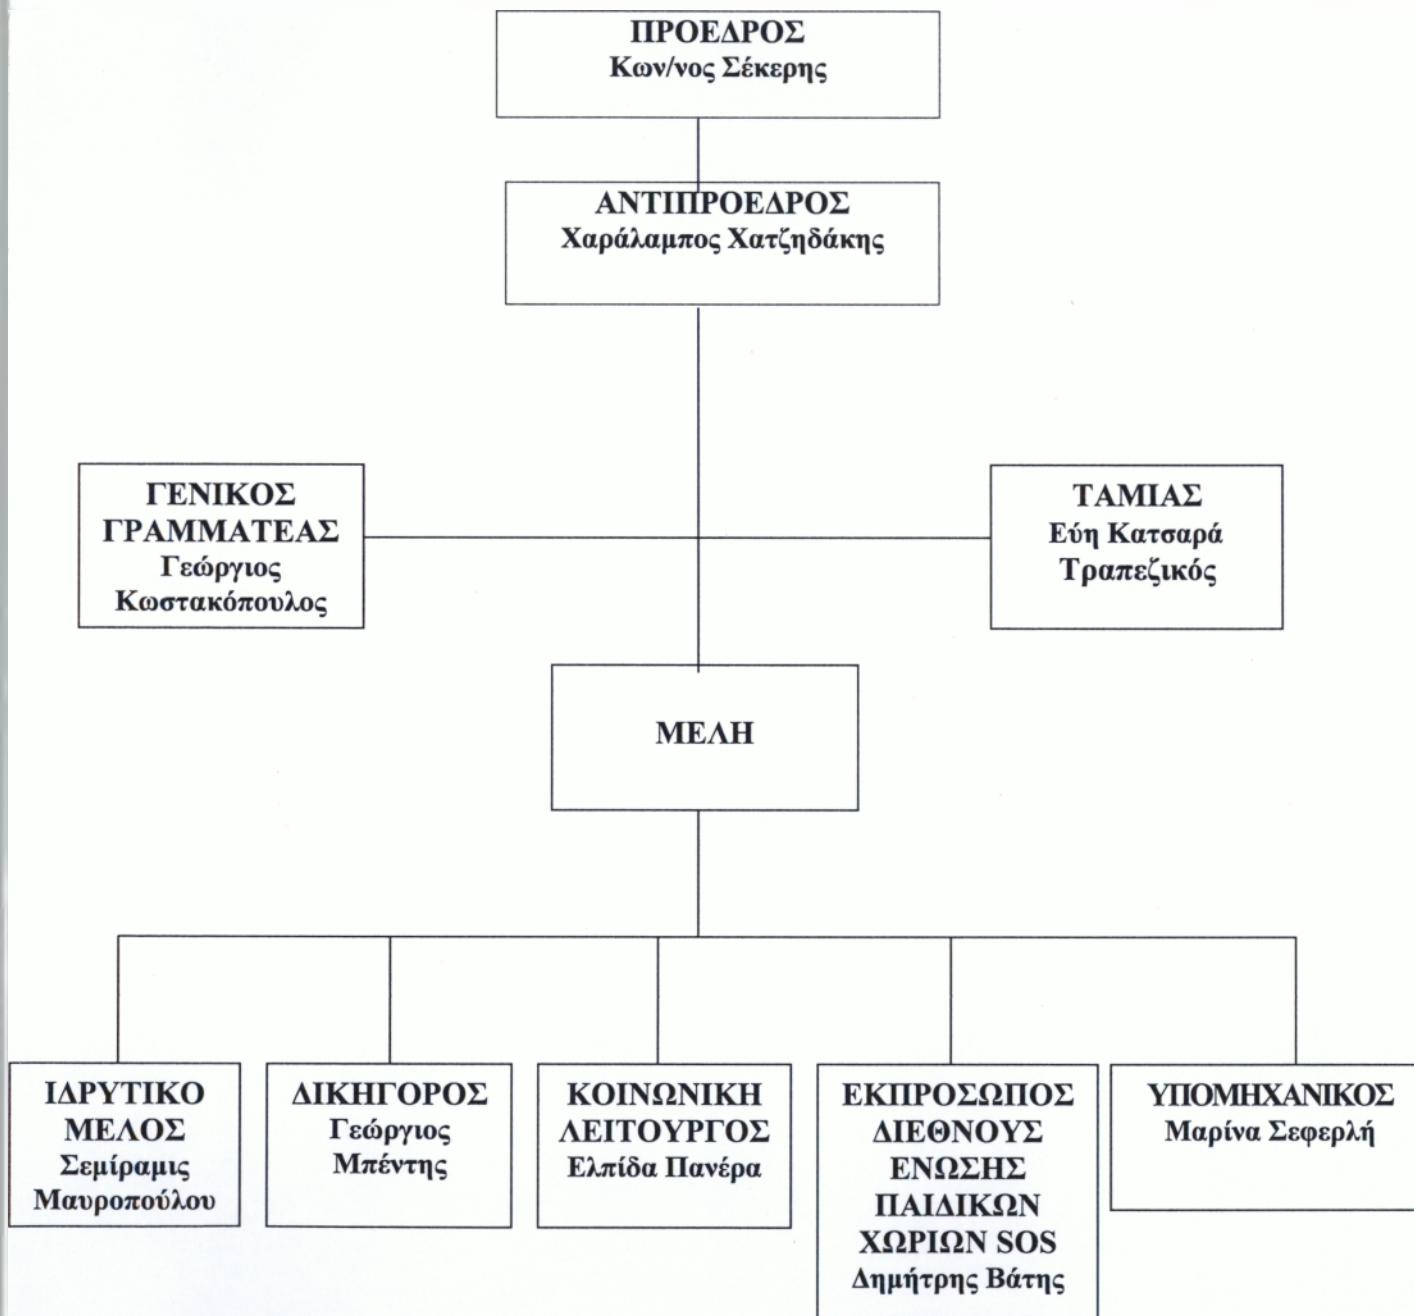 ΠΡΟΕΔΡΟΣ
Κων/νος Σέκερης
ΑΝΤΙΠΡΟΕΔΡΟΣ
Χαράλαμπος Χατζηδάκης
ΓΕΝΙΚΟΣ
ΓΡΑΜΜΑΤΕΑΣ
Γεώργιος
Κωστακόπουλος
ΤΑΜΙΑΣ
Εύη Κατσαρά
Τραπεζικός
ΜΕΛΗ
ΙΔΡΥΤΙΚΟ
ΜΕΛΟΣ
Σεμίραμις
Μαυροπούλου
ΔΙΚΗΓΟΡΟΣ
Γεώργιος
Μπέντης
ΚΟΙΝΩΝΙΚΗ
ΛΕΙΤΟΥΡΓΟΣ
Ελπίδα Πανέρα
ΕΚΠΡΟΣΩΠΟΣ
ΔΙΕΘΝΟΥΣ
ΕΝΩΣΗΣ
ΠΑΙΔΙΚΩΝ
ΧΩΡΙΩΝ SOS
Δημήτρης Βάτης
ΥΠΟΜΗΧΑΝΙΚΟΣ
Μαρίνα Σεφερλή